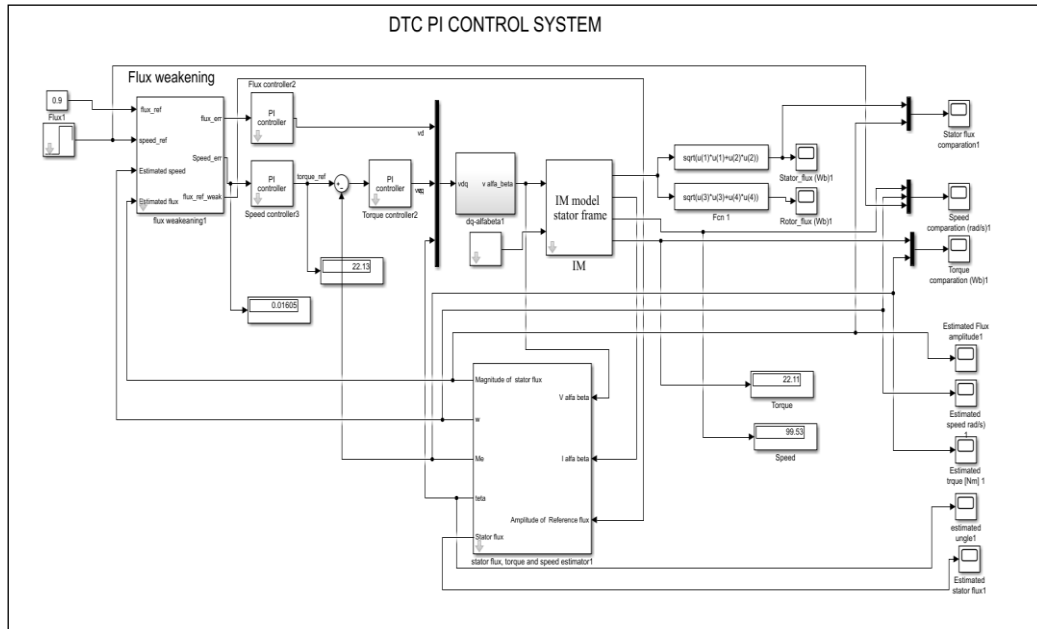 DTC PI CONTROL SYSTEM
Flux weakening
Flux controller2
0.9
Flux1
flux_ref
speed_ref
Estimated speed
Estimated flux
flux_err
Speed_err
flux_ref_weak
flux weakeaning1
PI
controller
PI
controller
Speed controller3
torque_ref
PI
controller
Torque controller2
vd
vdq
dq-alfabeta1
v alfa_beta
IM model
stator frame
IM
sqrt(u(1)*u(1)+u(2)*u(2))
Stator_flux (Wb)1
sqrt(u(3)*u(3)+u(4)*u(4))
Fcn 1
Rotor_flux (Wb)1
Stator flux
comparation1
Speed
comparation (rad/s)1
Torque
comparation (Wb)1
22.13
0.01605
Estimated Flux
amplitude1
22.11
Torque
99.53
Speed
Estimated
speed rad/s)
1
Estimated
trque [Nm] 1
estimated
ungle1
Estimated
stator flux1
Magnitude of stator flux
w
Me
teta
Stator flux
V alfa beta
I alfa beta
Amplitude of Reference flux
stator flux, torque and speed estimator1